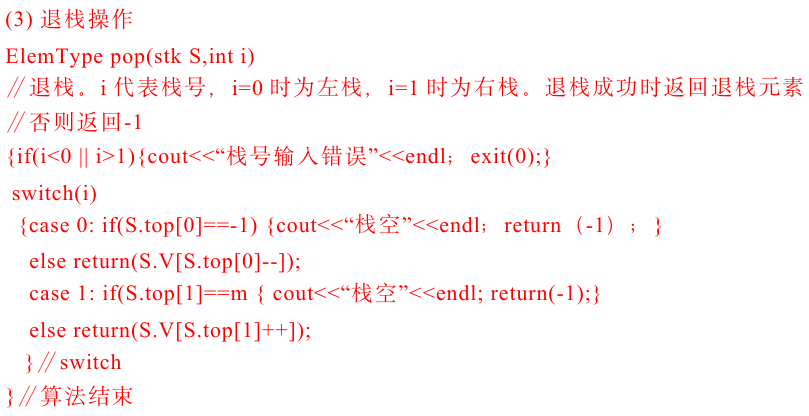 (3) 退栈操作
ElemType pop(stk S,int i)
∥退栈。i 代表栈号，i=0 时为左栈，i=1 时为右栈。退栈成功时返回退栈元素
∥否则返回-1
{if(i<0 || i>1){cout<<“栈号输入错误”<<endl；exit(0);}
switch(i)
{case 0: if(S.top[0]==-1) {cout<<“栈空”<<endl；return（-1）；}
else return(S.V[S.top[0]--]);
case 1: if(S.top[1]==m { cout<<“栈空”<<endl; return(-1);}
else return(S.V[S.top[1]++]);
}∥switch
}∥算法结束